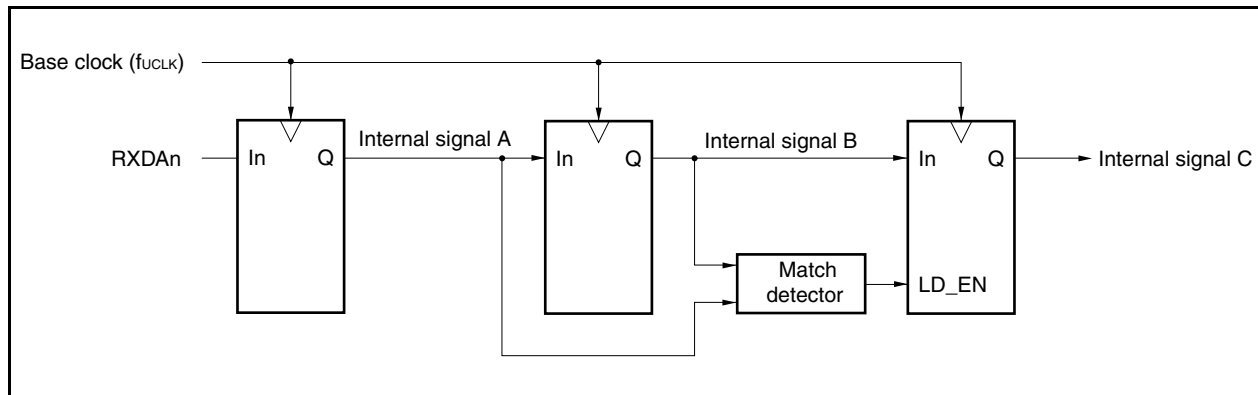 Base clock (fUCLK)
RXDAn
In
Q
Internal signal A
In
Q
Internal signal B
In
Q
Internal signal C
Match
detector
LD_EN